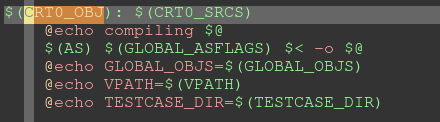 $(CRT0_OBJ): $(CRT0_SRCS)
@echo compiling $@
$(AS) $(GLOBAL_ASFLAGS) $< -o $@
@echo GLOBAL_OBJS=$(GLOBAL_OBJS)
@echo VPATH=$(VPATH)
@echo TESTCASE_DIR=$(TESTCASE_DIR)